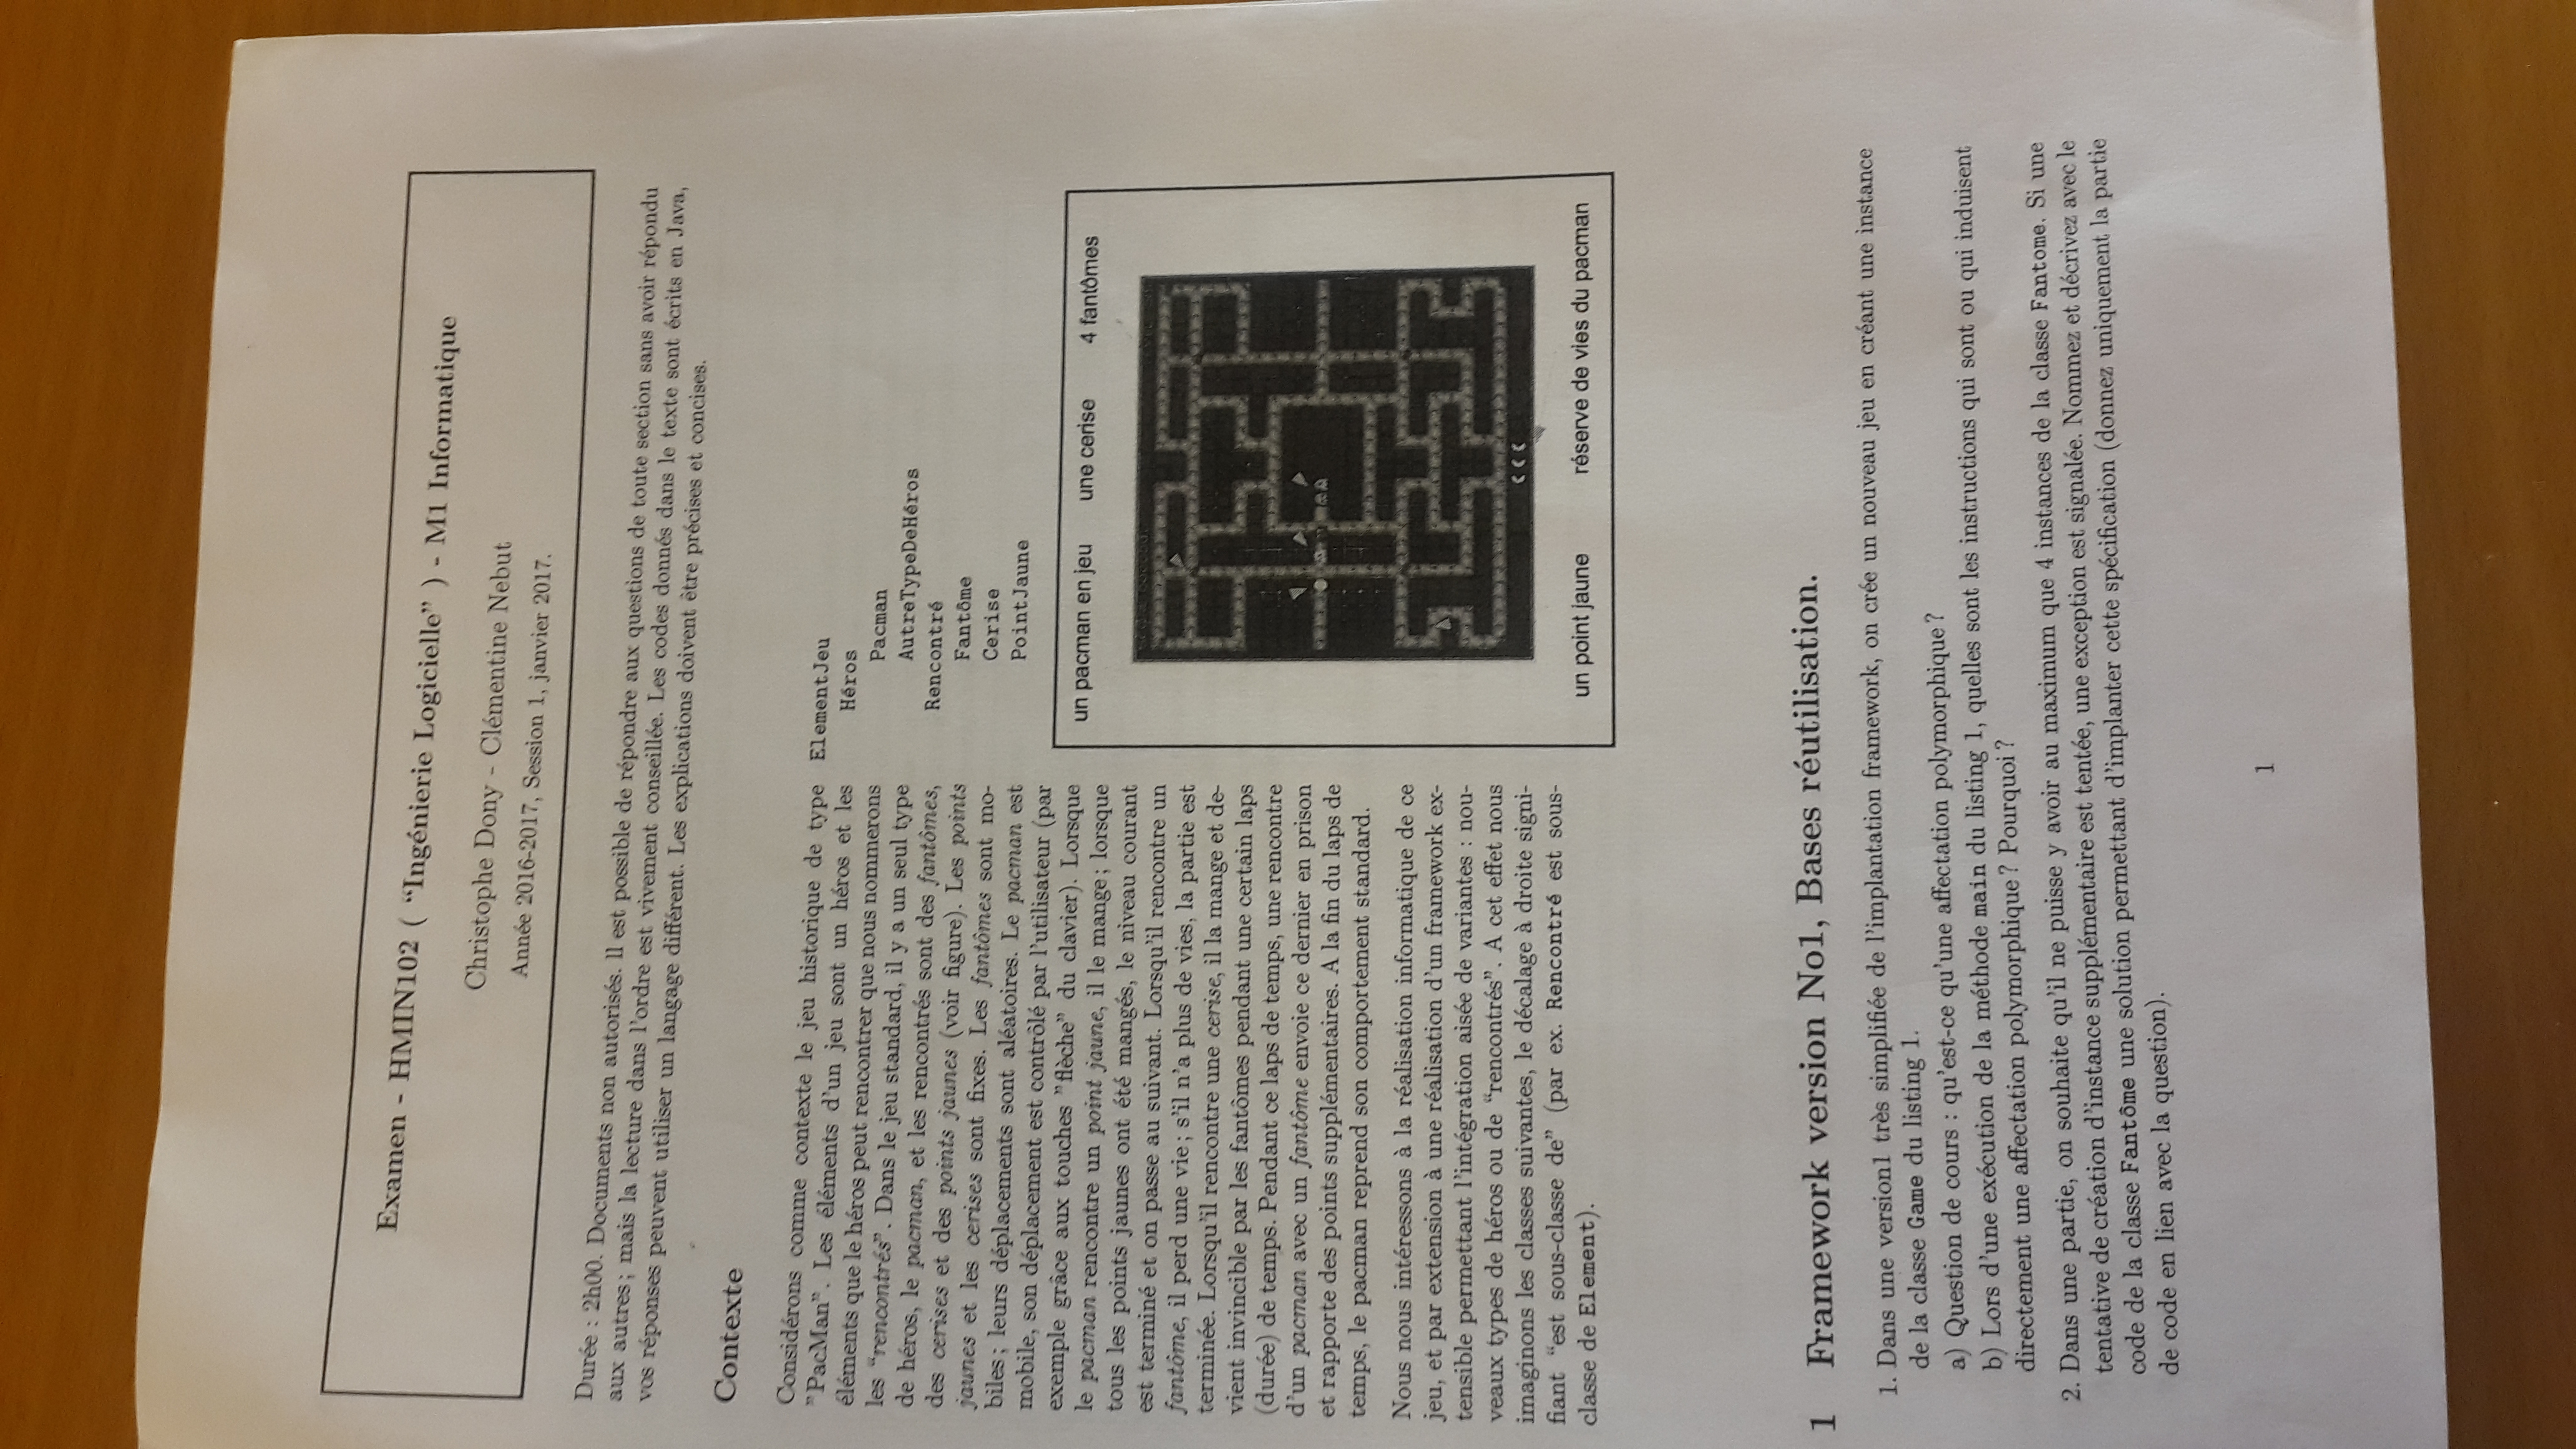 Examen - HMIN102 ( “Ingénierie Logicielle” ) - M1 Informatique
Christophe Dony - Clémentine Nebut
Année 2016-2017, Session 1, janvier 2017.
Durée : 2h00. Documents non autorisés. Il est possible de répondre aux questions de toute section sans avoir répondu
aux autres ; mais la lecture dans l'ordre est vivement conseillée. Les codes donnés dans le texte sont écrits en Java,
vos réponses peuvent utiliser un langage différent. Les explications doivent être précises et concises.
Contexte
Considérons comme contexte le jeu historique de type
”PacMan”. Les éléments d'un jeu sont un héros et les
éléments que le héros peut rencontrer que nous nommerons
les “rencontrés”. Dans le jeu standard, il y a un seul type
de héros, le pacman, et les rencontrés sont des fantômes,
des cerises et des points jaunes (voir figure). Les points
jaunes et les cerises sont fixes. Les fantômes sont mo-
biles ; leurs déplacements sont aléatoires. Le pacman est
mobile, son déplacement est contrôlé par l'utilisateur (par
exemple grâce aux touches ”flèche” du clavier). Lorsque
le pacman rencontre un point jaune, il le mange ; lorsque
tous les points jaunes ont été mangés, le niveau courant
est terminé et on passe au suivant. Lorsqu'il rencontre un
fantôme, il perd une vie ; s'il n'a plus de vies, la partie est
terminée. Lorsqu'il rencontre une cerise, il la mange et de-
vient invincible par les fantômes pendant une certain laps
(durée) de temps. Pendant ce laps de temps, une rencontre
d'un pacman avec un fantôme envoie ce dernier en prison
et rapporte des points supplémentaires. A la fin du laps de
temps, le pacman reprend son comportement standard.
Nous nous intéressons à la réalisation informatique de ce
jeu, et par extension à une réalisation d'un framework ex-
tensible permettant l'intégration aisée de variantes : nou-
veaux types de héros ou de “rencontrés”. A cet effet nous
imaginons les classes suivantes, le décalage à droite signi-
fiant “est sous-classe de” (par ex. Rencontré est sous-
classe de Element).
ElementJeu
Héros
Pacman
AutreTypeDeHéros
Rencontré
Fantôme
Cerise
PointJaune
un pacman en jeu une cerise 4 fantômes
un point jaune réserve de vies du pacman
1 Framework version No1, Bases réutilisation.
1. Dans une version1 très simplifiée de l'implantation framework, on crée un nouveau jeu en créant une instance
de la classe Game du listing 1.
a) Question de cours : qu'est-ce qu'une affectation polymorphique ?
b) Lors d'une exécution de la méthode main du listing 1, quelles sont les instructions qui sont ou qui induisent
directement une affectation polymorphique ? Pourquoi ?
2. Dans une partie, on souhaite qu'il ne puisse y avoir au maximum que 4 instances de la classe Fantome. Si une
tentative de création d'instance supplémentaire est tentée, une exception est signalée. Nommez et décrivez avec le
code de la classe Fantôme une solution permettant d'implanter cette spécification (donnez uniquement la partie
de code en lien avec la question).
1